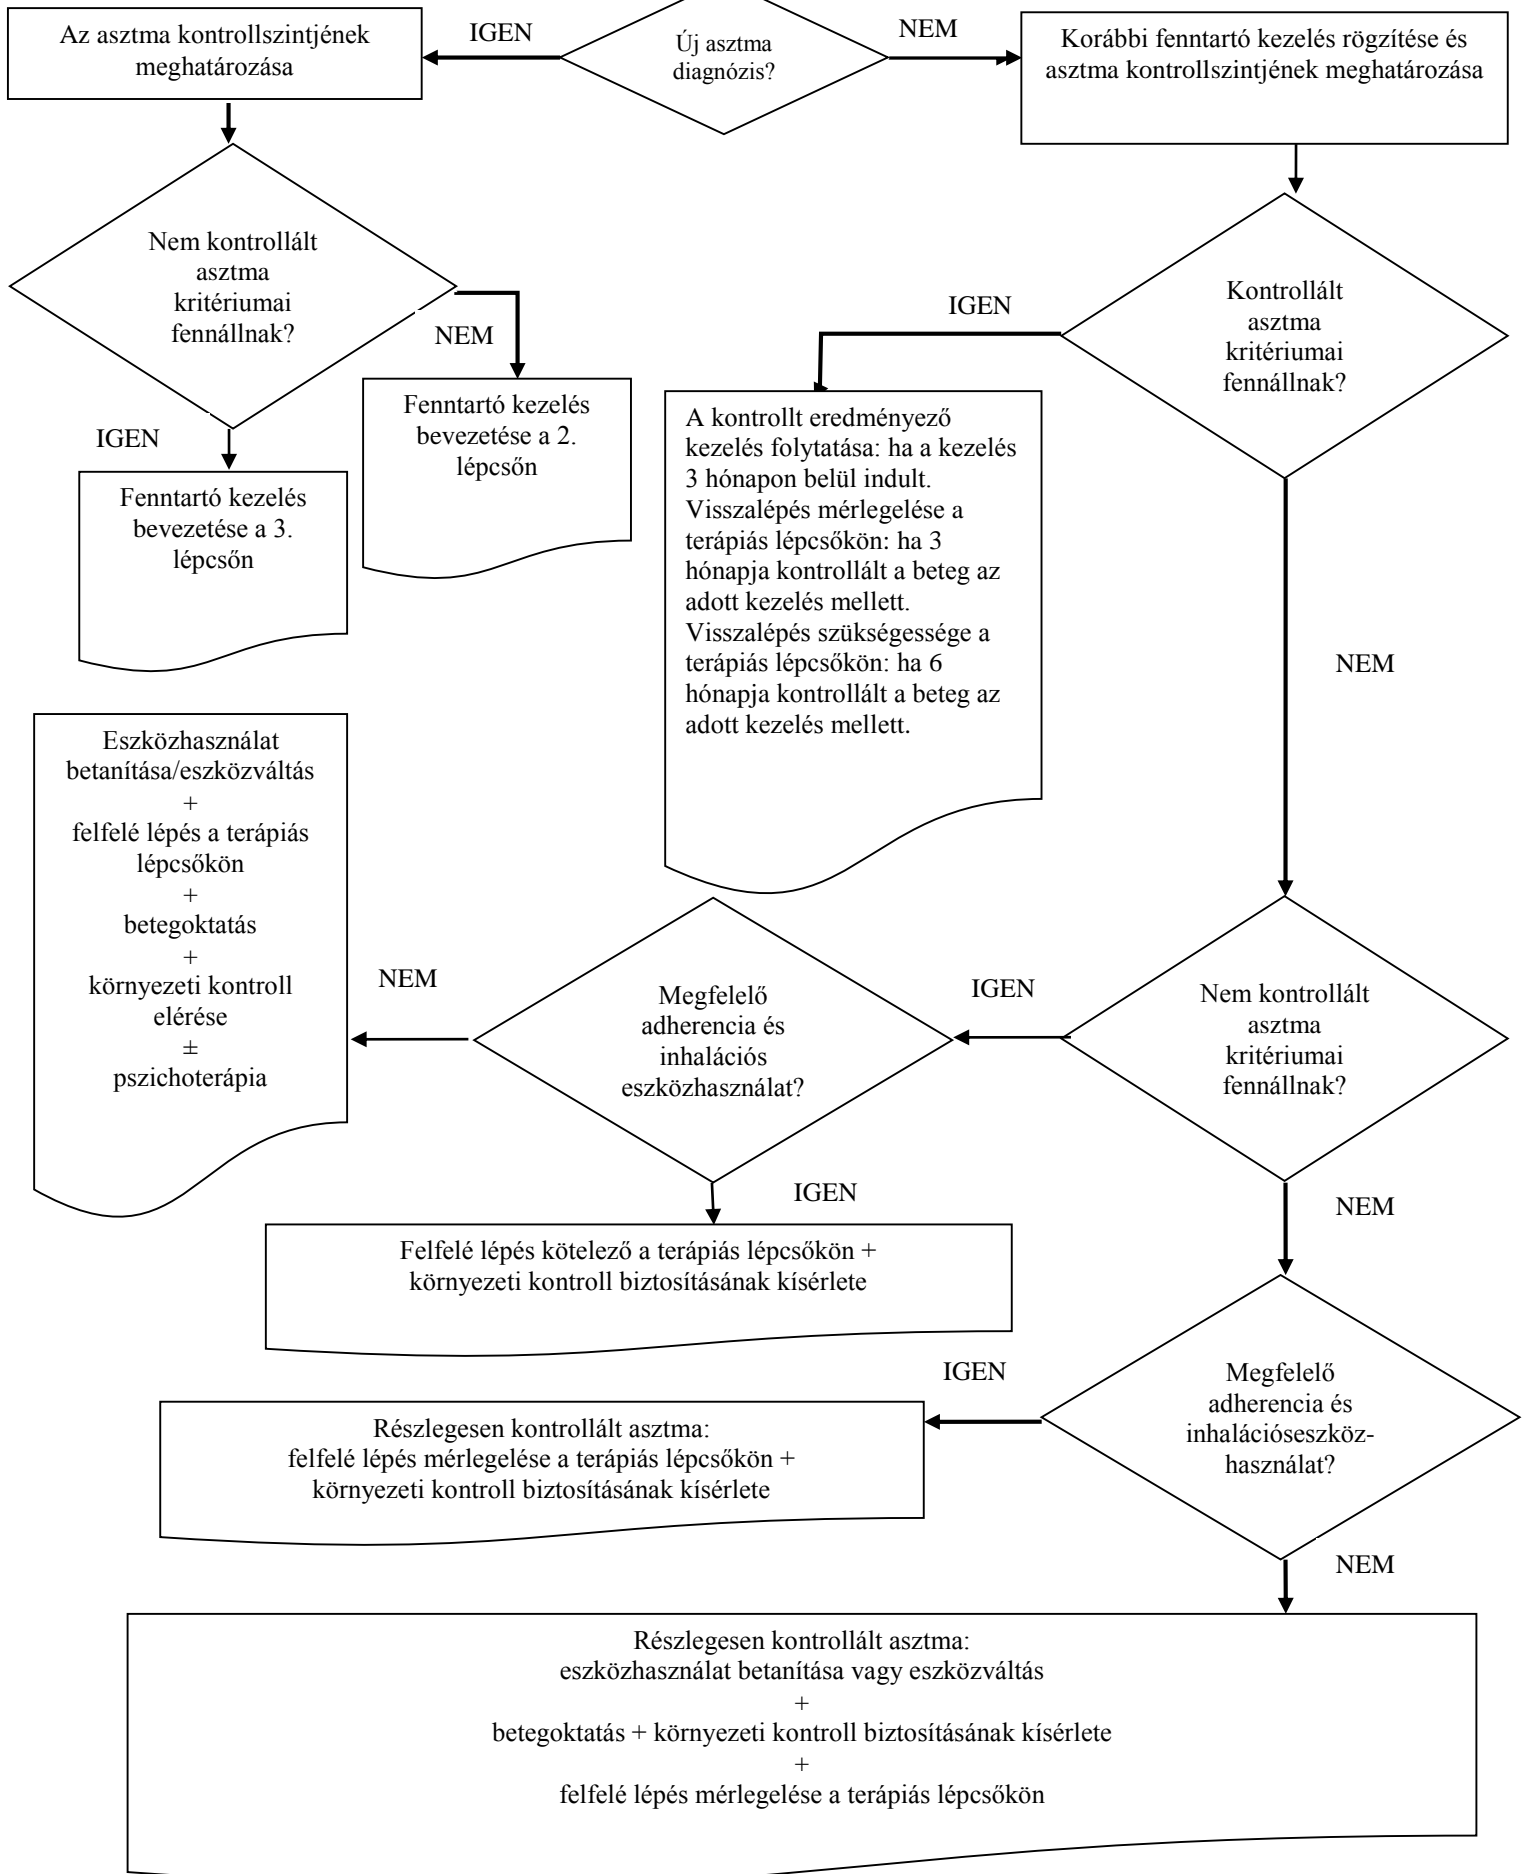 Az asztma kontrollszintjének
meghatározása
IGEN
Új asztma
diagnózis?
NEM
Korábbi fenntartó kezelés rögzítése és
asztma kontrollszintjének meghatározása
Nem kontrollált
asztma
kritériumai
fennállnak?
NEM
IGEN
Fenntartó kezelés
bevezetése a 2.
lépcsőn
Fenntartó kezelés
bevezetése a 3.
lépcsőn
Kontrollált
asztma
kritériumai
fennállnak?
IGEN
A kontrollt eredményező
kezelés folytatása: ha a kezelés
3 hónapon belül indult.
Visszalépés mérlegelése a
terápiás lépcsőkön: ha 3
hónapja kontrollált a beteg az
adott kezelés mellett.
Visszalépés szükségessége a
terápiás lépcsőkön: ha 6
hónapja kontrollált a beteg az
adott kezelés mellett.
NEM
Eszközhasználat
betanítása/eszközváltás
+
felfelé lépés a terápiás
lépcsőkön
+
betegoktatás
+
környezeti kontroll
elérése
±
pszichoterápia
NEM
Megfelelő
adherencia és
inhalációs
eszközhasználat?
IGEN
Nem kontrollált
asztma
kritériumai
fennállnak?
IGEN
NEM
Felfelé lépés kötelező a terápiás lépcsőkön +
környezeti kontroll biztosításának kísérlete
IGEN
Megfelelő
adherencia és
inhalációseszköz-
használat?
Részlegesen kontrollált asztma:
felfelé lépés mérlegelése a terápiás lépcsőkön +
környezeti kontroll biztosításának kísérlete
NEM
Részlegesen kontrollált asztma:
eszközhasználat betanítása vagy eszközváltás
+
betegoktatás + környezeti kontroll biztosításának kísérlete
+
felfelé lépés mérlegelése a terápiás lépcsőkön